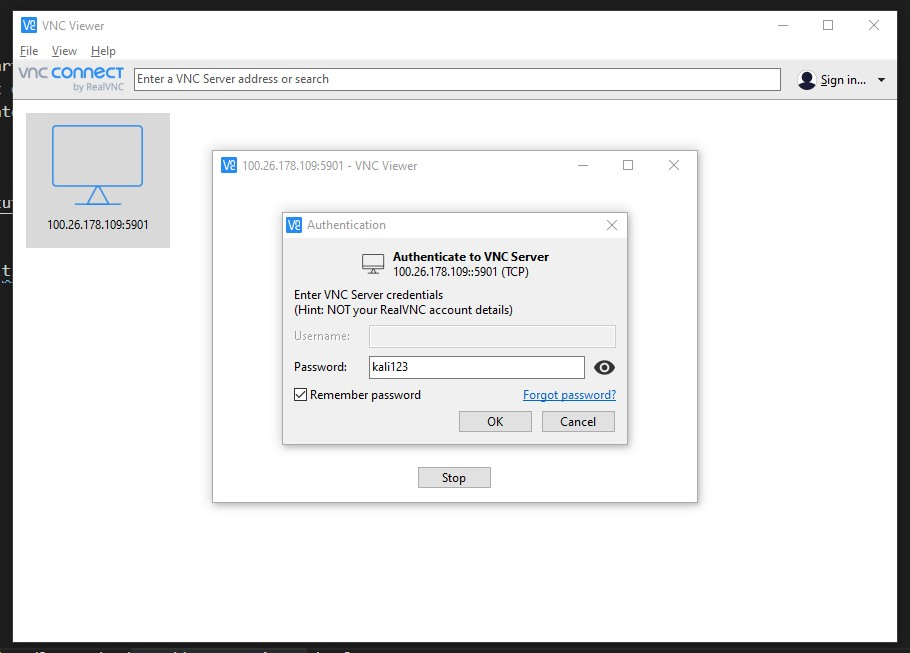 VNC Viewer
File View Help
vnc connect
by RealVNC
Enter a VNC Server address or search
Sign in...
100.26.178.109:5901
100.26.178.109:5901 - VNC Viewer
Authentication
Authenticate to VNC Server
100.26.178.109::5901 (TCP)
Enter VNC Server credentials
(Hint: NOT your RealVNC account details)
Username:
Password: kali123
Remember password Forgot password?
OK Cancel
Stop